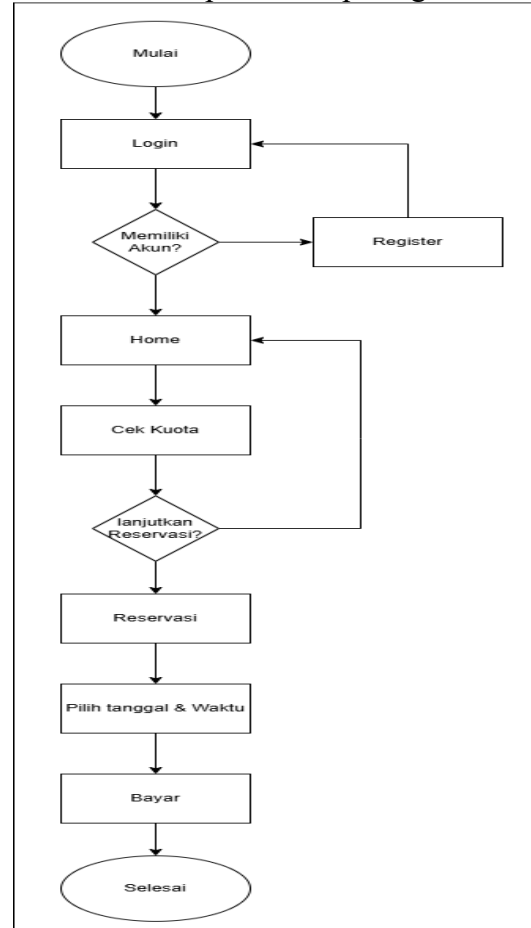 Mulai
Login
Memiliki
Akun?
Register
Home
Cek Kuota
lanjutkan
Reservasi?
Reservasi
Pilih tanggal & Waktu
Bayar
Selesai